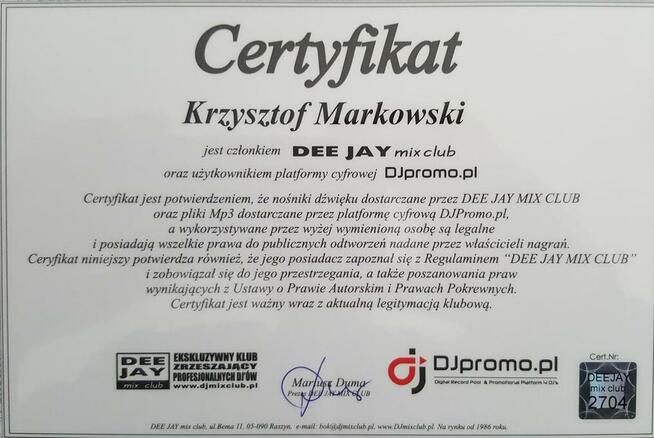 Certyfikat
Krzysztof Markowski
jest członkiem DEE JAY mix club
oraz użytkownikiem platformy cyfrowej DJpromo.pl
Certyfikat jest potwierdzeniem, że nośniki dźwięku dostarczane przez DEE JAY MIX CLUB
oraz pliki Mp3 dostarczane przez platformę cyfrową DJPromo.pl,
a wykorzystywane przez wyżej wymienioną osobę są legalne
i posiadają wszelkie prawa do publicznych odtworzeń nadane przez właścicieli nagrań.
Ceryfikat niniejszy potwierdza również, że jego posiadacz zapoznał się z Regulaminem “DEE JAY MIX CLUB”
i zobowiązał się do jego przestrzegania, a także poszanowania praw
wynikających z Ustawy o Prawie Autorskim i Prawach Pokrewnych.
Certyfikat jest ważny wraz z aktualną legitymacją klubową.
DEE JAY mix club
EKSKLUZYWNY KLUB
ZRZESZAJĄCY
PROFESJONALNYCH DJ'ÓW
www.djmixclub.pl
Mariusz Duma
Prezes DEE JAY MIX CLUB
dj DJpromo.pl
Digital Record Pool & Promotional Platform 4 DJ's
Cert.Nr:
DEEJAY
mix club
2704
DEE JAY mix club, ul.Bema 11, 05-090 Raszyn, e-mail: bok@djmixclub.pl, www.DJmixclub.pl. Na rynku od 1986 roku.